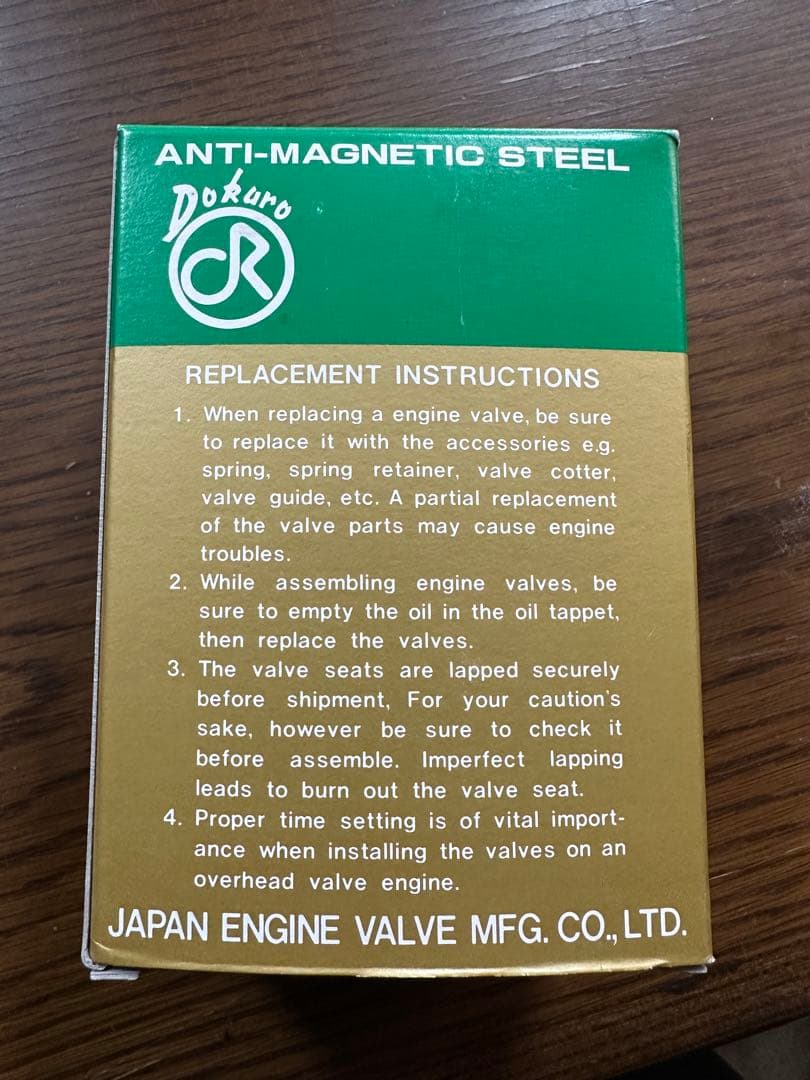 ANTI-MAGNETIC STEEL
Dokuro
R
REPLACEMENT INSTRUCTIONS
1. When replacing a engine valve, be sure
to replace it with the accessories e.g.
spring, spring retainer, valve cotter,
valve guide, etc. A partial replacement
of the valve parts may cause engine
troubles.
2. While assembling engine valves, be
sure to empty the oil in the oil tappet,
then replace the valves.
3. The valve seats are lapped securely
before shipment, For your caution's
sake, however be sure to check it
before assemble. Imperfect lapping
leads to burn out the valve seat.
4. Proper time setting is of vital import-
ance when installing the valves on an
overhead valve engine.
JAPAN ENGINE VALVE MFG. CO., LTD.